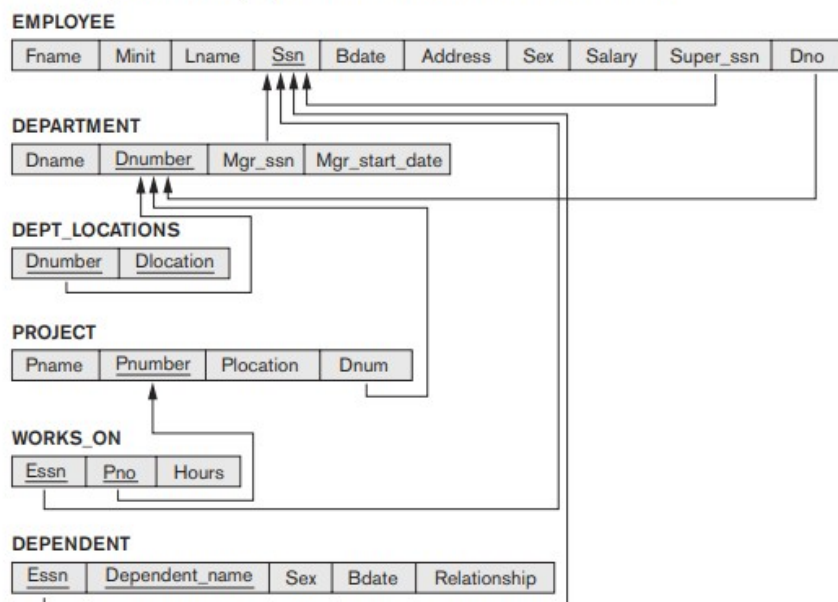 EMPLOYEE
Fname Minit Lname Ssn Bdate Address Sex Salary Super_ssn Dno
DEPARTMENT
Dname Dnumber Mgr_ssn Mgr_start_date
DEPT_LOCATIONS
Dnumber Dlocation
PROJECT
Pname Pnumber Plocation Dnum
WORKS_ON
Essn Pno Hours
DEPENDENT
Essn Dependent_name Sex Bdate Relationship